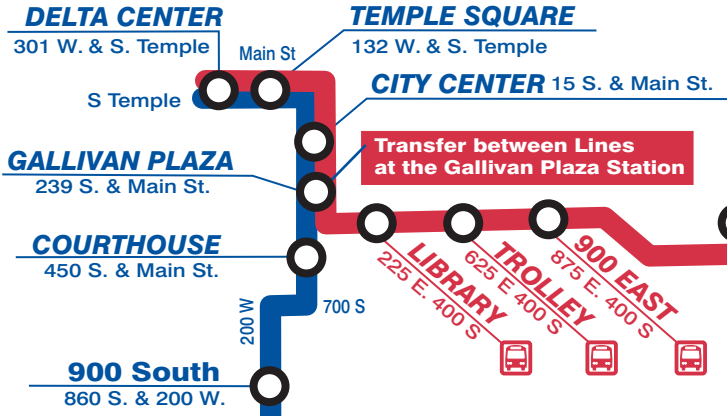 DELTA CENTER
301 W. & S. Temple
TEMPLE SQUARE
132 W. & S. Temple
Main St
S Temple
CITY CENTER 15 S. & Main St.
Transfer between Lines
at the Gallivan Plaza Station
GALLIVAN PLAZA
239 S. & Main St.
COURTHOUSE
450 S. & Main St.
LIBRARY
225 E. 400 S
TROLLEY
625 E 400 S
900 EAST
875 E. 400 S
200 W
700 S
900 South
860 S. & 200 W.